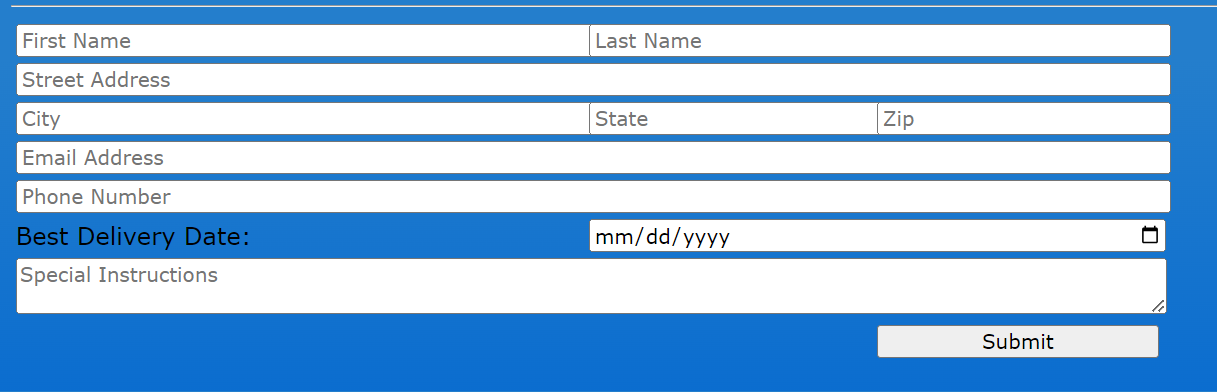 First Name Last Name
Street Address
City State Zip
Email Address
Phone Number
Best Delivery Date: mm/dd/yyyy
Special Instructions
Submit